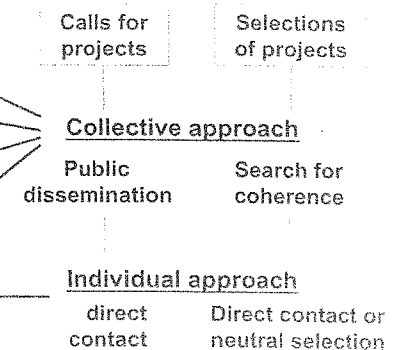 Calls for
projects
Selections
of projects
Collective approach
Public
dissemination
Search for
coherence
Individual approach
direct
contact
Direct contact or
neutral selection